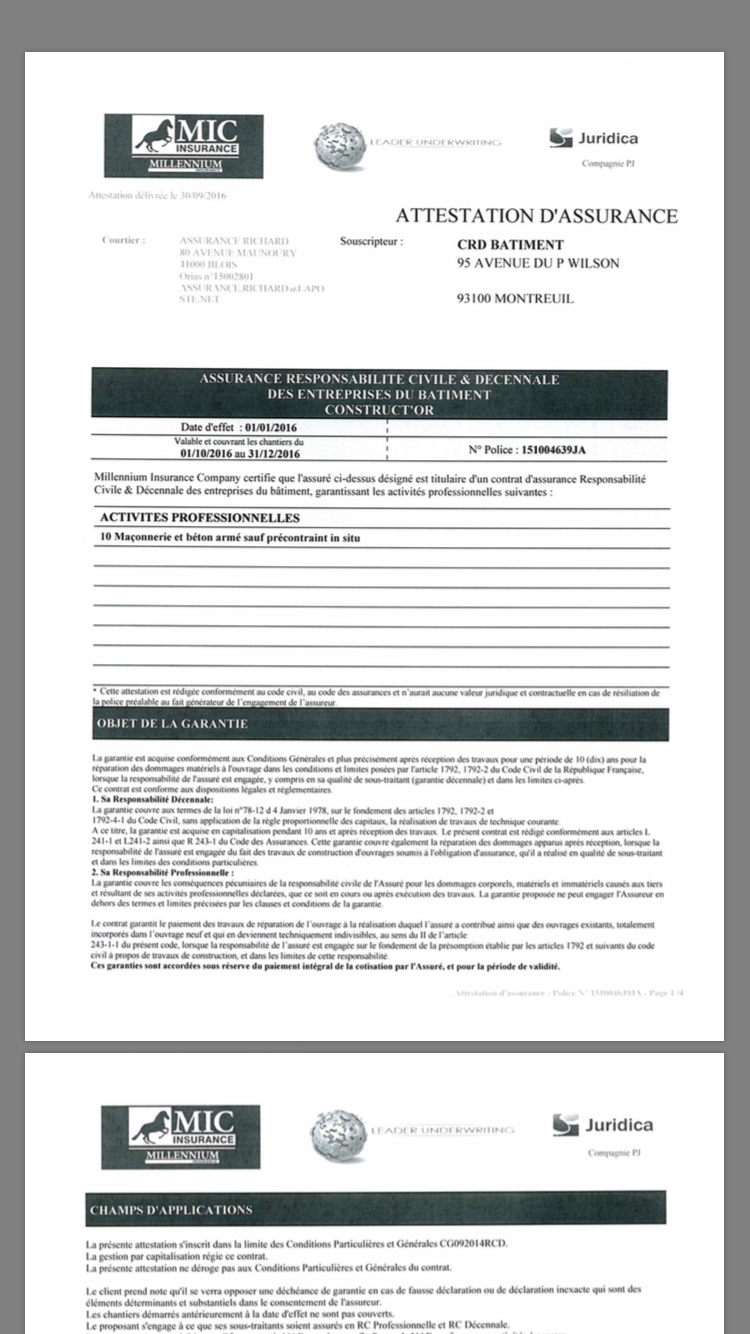 MIC
INSURANCE
MILLENNIUM
INSURANCE
LEADER UNDERWRITING
Juridica
Compagnie PJ
Attestation délivrée le 30/09/2016
ATTESTATION D'ASSURANCE
Courtier :
ASSURANCE RICHARD
80 AVENUE MAUNOURY
41000 BLOIS
Orias n°15002801
ASSURANCE.RICHARD@LAPO
STE.NET
Souscripteur :
CRD BATIMENT
95 AVENUE DU P WILSON
93100 MONTREUIL
ASSURANCE RESPONSABILITE CIVILE & DECENNALE
DES ENTREPRISES DU BATIMENT
CONSTRUCT'OR
Date d'effet : 01/01/2016
Valable et couvrant les chantiers du
01/10/2016 au 31/12/2016
N° Police : 151004639JA
Millennium Insurance Company certifie que l'assuré ci-dessus désigné est titulaire d'un contrat d'assurance Responsabilité
Civile & Décennale des entreprises du bâtiment, garantissant les activités professionnelles suivantes :
ACTIVITES PROFESSIONNELLES
10 Maçonnerie et béton armé sauf précontraint in situ
* Cette attestation est rédigée conformément au code civil, au code des assurances et n'aurait aucune valeur juridique et contractuelle en cas de résiliation de
la police préalable au fait générateur de l'engagement de l'assureur.
OBJET DE LA GARANTIE
La garantie est acquise conformément aux Conditions Générales et plus précisément après réception des travaux pour une période de 10 (dix) ans pour la
réparation des dommages matériels à l'ouvrage dans les conditions et limites posées par l'article 1792, 1792-2 du Code Civil de la République Française,
lorsque la responsabilité de l'assuré est engagée, y compris en sa qualité de sous-traitant (garantie décennale) et dans les limites ci-après.
Ce contrat est conforme aux dispositions légales et réglementaires.
1. Sa Responsabilité Décennale:
La garantie couvre aux termes de la loi n°78-12 d 4 Janvier 1978, sur le fondement des articles 1792, 1792-2 et
1792-4-1 du Code Civil, sans application de la règle proportionnelle des capitaux, la réalisation de travaux de technique courante.
A ce titre, la garantie est acquise en capitalisation pendant 10 ans et après réception des travaux. Le présent contrat est rédigé conformément aux articles L
241-1 et L241-2 ainsi que R 243-1 du Code des Assurances. Cette garantie couvre également la réparation des dommages apparus après réception, lorsque la
responsabilité de l'assuré est engagée du fait des travaux de construction d'ouvrages soumis à l'obligation d'assurance, qu'il a réalisé en qualité de sous-traitant
et dans les limites des conditions particulières.
2. Sa Responsabilité Professionnelle :
La garantie couvre les conséquences pécuniaires de la responsabilité civile de l'Assuré pour les dommages corporels, matériels et immatériels causés aux tiers
et résultant de ses activités professionnelles déclarées, que ce soit en cours ou après exécution des travaux. La garantie proposée ne peut engager l'Assureur en
dehors des termes et limites précisées par les clauses et conditions de la garantie.
Le contrat garantit le paiement des travaux de réparation de l'ouvrage à la réalisation duquel l'assuré a contribué ainsi que des ouvrages existants, totalement
incorporés dans l'ouvrage neuf et qui en deviennent techniquement indivisibles, au sens du II de l'article
243-1-1 du présent code, lorsque la responsabilité de l'assuré est engagée sur le fondement de la présomption établie par les articles 1792 et suivants du code
civil à propos de travaux de construction, et dans les limites de cette responsabilité.
Ces garanties sont accordées sous réserve du paiement intégral de la cotisation par l'Assuré, et pour la période de validité.
Attestation d'assurance - Police N° 151004639JA - Page 1/4
MIC
INSURANCE
MILLENNIUM
INSURANCE
LEADER UNDERWRITING
Juridica
Compagnie PJ
CHAMPS D'APPLICATIONS
La présente attestation s'inscrit dans la limite des Conditions Particulières et Générales CG092014RCD.
La gestion par capitalisation régie ce contrat.
La présente attestation ne déroge pas aux Conditions Particulières et Générales du contrat.
Le client prend note qu'il se verra opposer une déchéance de garantie en cas de fausse déclaration ou de déclaration inexacte qui sont des
éléments déterminants et substantiels dans le consentement de l'assureur.
Les chantiers démarrés antérieurement à la date d'effet ne sont pas couverts.
Le proposant s'engage à ce que ses sous-traitants soient assurés en RC Professionnelle et RC Décennale.